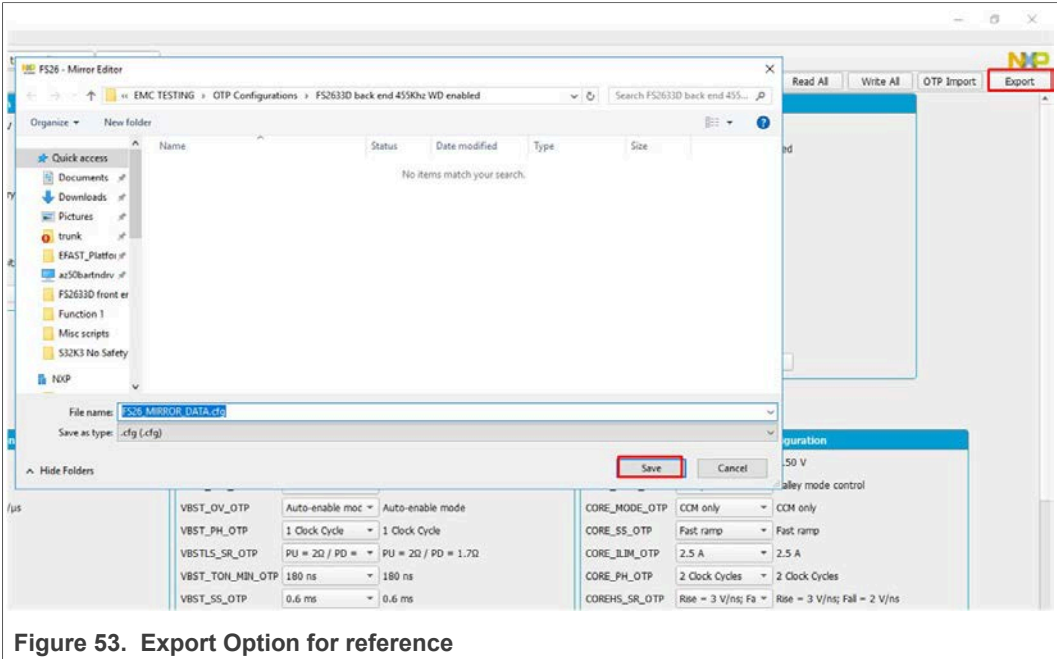 NXP
FS26 - Mirror Editor
Read All Write All OTP Import Export
« EMC TESTING › OTP Configurations › FS2633D back end 455Khz WD enabled
Search FS2633D back end 455...
Organize New folder
Name Status Date modified Type Size
Quick access
No items match your search.
Documents
Downloads
Pictures
trunk
EFAST_Platfor
az50bartndrv
FS2633D front er
Function 1
Misc scripts
S32K3 No Safety
NXP
File name: FS26_MIRROR_DATA.cfg
Save as type: .cfg (.cfg)
guration
Hide Folders Save Cancel
.50 V
alley mode control
/µs
VBST_OV_OTP Auto-enable moc Auto-enable mode CORE_MODE_OTP CCM only CCM only
VBST_PH_OTP 1 Clock Cycle 1 Clock Cycle CORE_SS_OTP Fast ramp Fast ramp
VBSTLS_SR_OTP PU = 2Ω / PD = PU = 2Ω / PD = 1.7Ω CORE_ILIM_OTP 2.5 A 2.5 A
VBST_TON_MIN_OTP 180 ns 180 ns CORE_PH_OTP 2 Clock Cycles 2 Clock Cycles
VBST_SS_OTP 0.6 ms 0.6 ms COREHS_SR_OTP Rise = 3 V/ns; Fa Rise = 3 V/ns; Fall = 2 V/ns
Figure 53. Export Option for reference